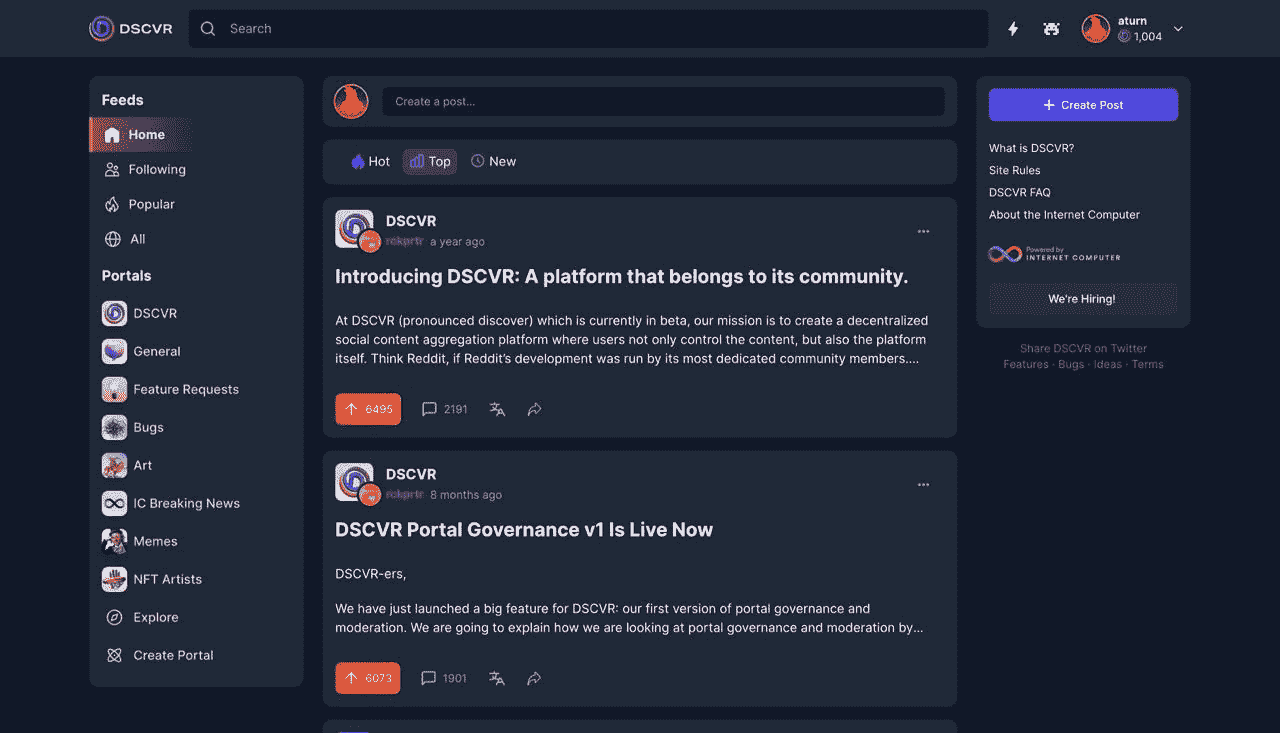 DSCVR
Search
aturn
1,004
Feeds
Home
Following
Popular
All
Portals
DSCVR
General
Feature Requests
Bugs
Art
IC Breaking News
Memes
NFT Artists
Explore
Create Portal
Create a post...
Hot Top New
DSCVR
a year ago
Introducing DSCVR: A platform that belongs to its community.
At DSCVR (pronounced discover) which is currently in beta, our mission is to create a decentralized
social content aggregation platform where users not only control the content, but also the platform
itself. Think Reddit, if Reddit’s development was run by its most dedicated community members....
6495 2191
DSCVR
8 months ago
DSCVR Portal Governance v1 Is Live Now
DSCVR-ers,
We have just launched a big feature for DSCVR: our first version of portal governance and
moderation. We are going to explain how we are looking at portal governance and moderation by...
6073 1901
+ Create Post
What is DSCVR?
Site Rules
DSCVR FAQ
About the Internet Computer
Powered by
INTERNET COMPUTER
We're Hiring!
Share DSCVR on Twitter
Features · Bugs · Ideas · Terms